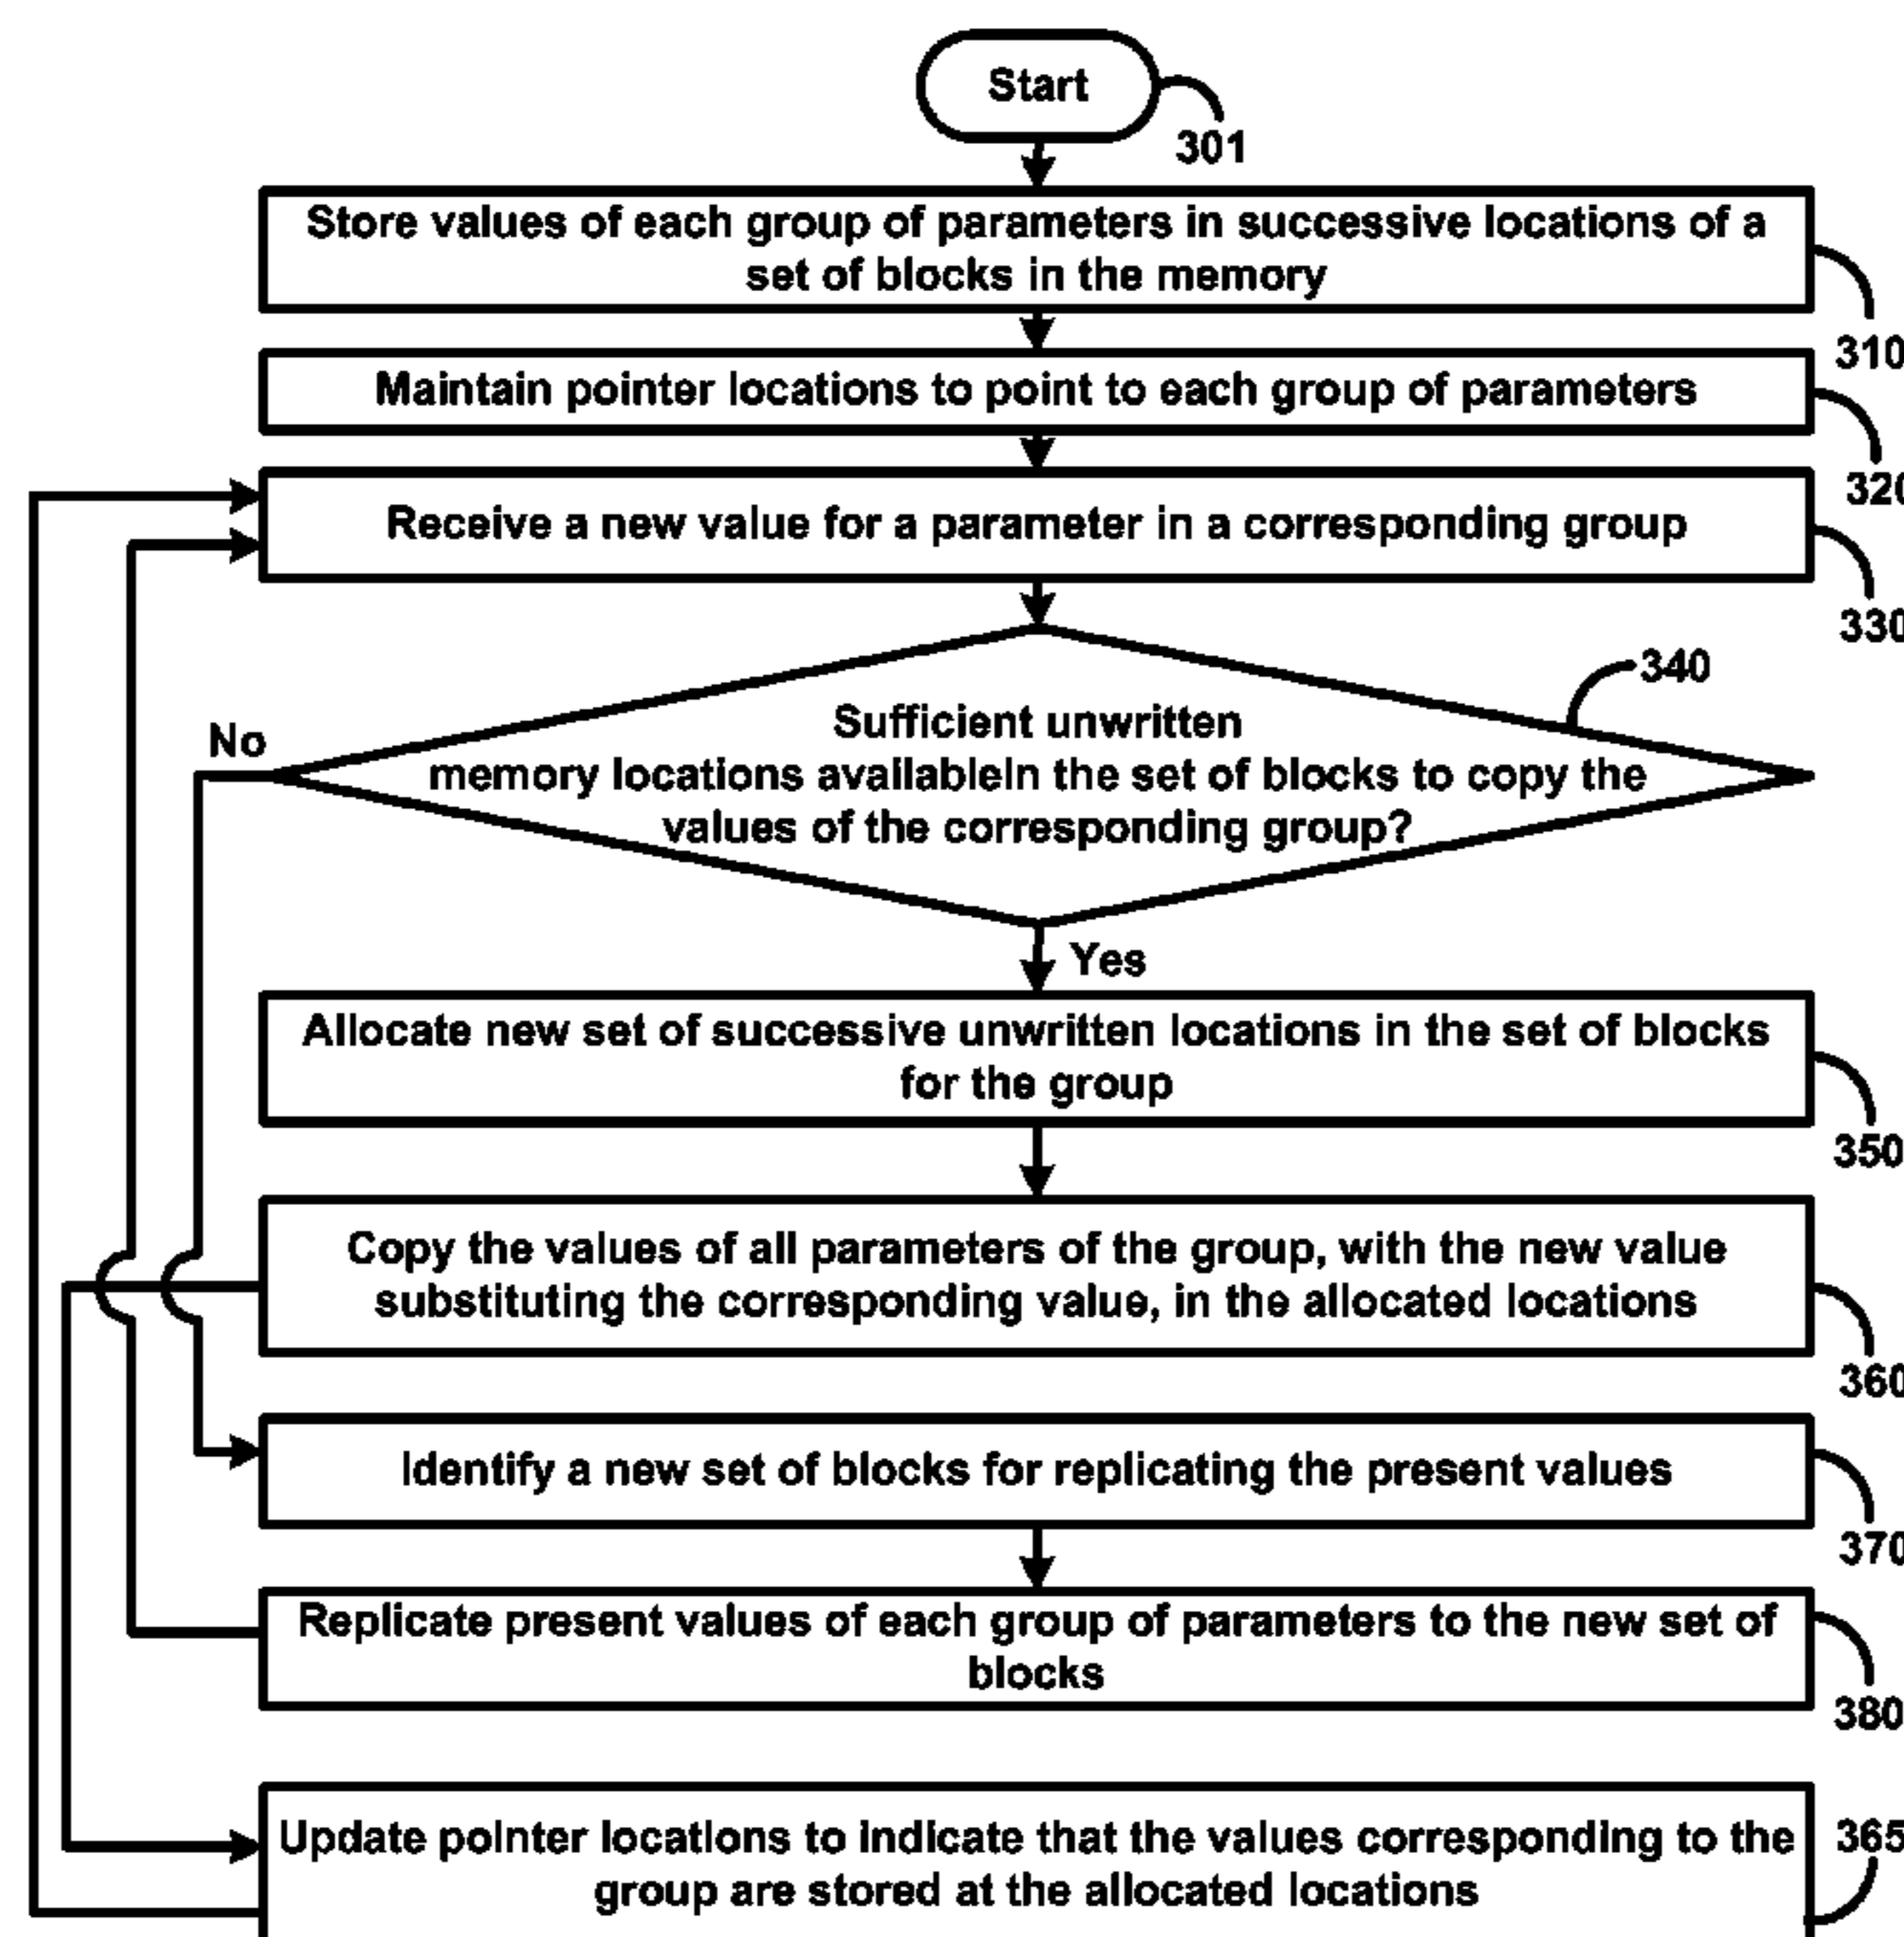 Start
301
Store values of each group of parameters in successive locations of a
set of blocks in the memory
310
Maintain pointer locations to point to each group of parameters
320
Receive a new value for a parameter in a corresponding group
330
340
No
Sufficient unwritten
memory locations availableIn the set of blocks to copy the
values of the corresponding group?
Yes
Allocate new set of successive unwritten locations in the set of blocks
for the group
350
Copy the values of all parameters of the group, with the new value
substituting the corresponding value, in the allocated locations
360
Identify a new set of blocks for replicating the present values
370
Replicate present values of each group of parameters to the new set of
blocks
380
Update pointer locations to indicate that the values corresponding to the
group are stored at the allocated locations
365